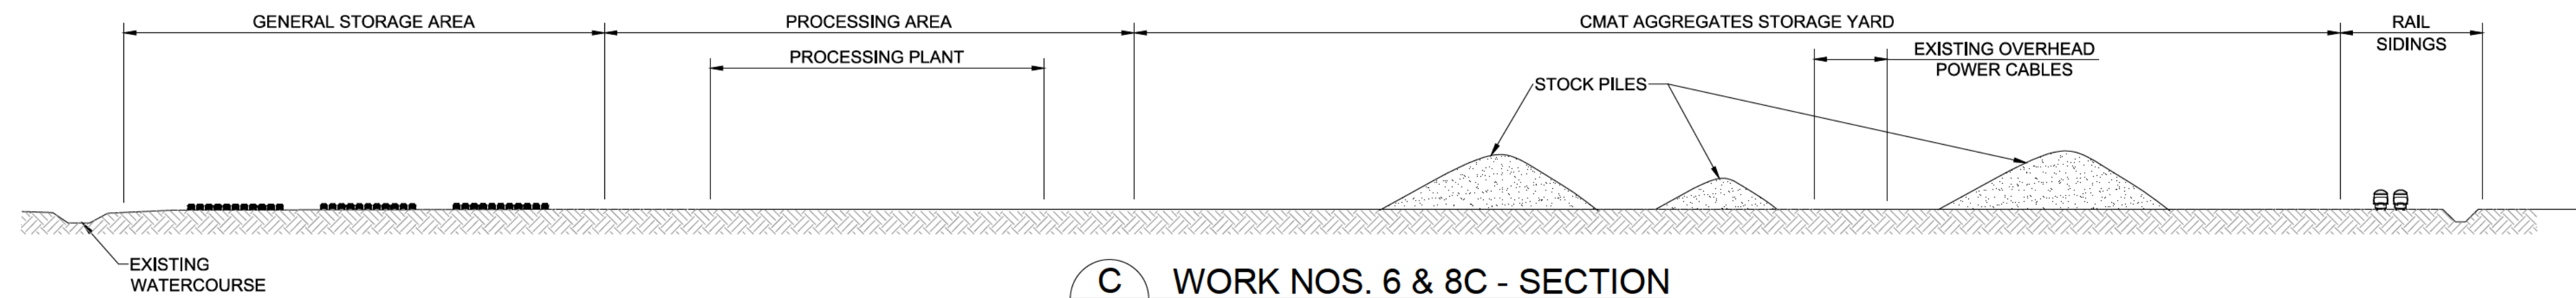 GENERAL STORAGE AREA
PROCESSING AREA
CMAT AGGREGATES STORAGE YARD
RAIL
SIDINGS
PROCESSING PLANT
EXISTING OVERHEAD
POWER CABLES
STOCK PILES
EXISTING
WATERCOURSE
C
WORK NOS. 6 & 8C - SECTION